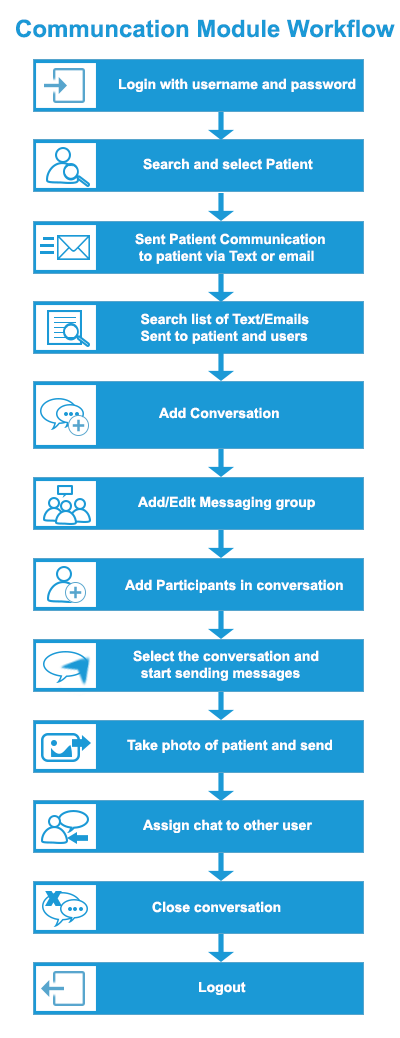 Communcation Module Workflow
Login with username and password
Search and select Patient
Sent Patient Communication
to patient via Text or email
Search list of Text/Emails
Sent to patient and users
Add Conversation
Add/Edit Messaging group
Add Participants in conversation
Select the conversation and
start sending messages
Take photo of patient and send
Assign chat to other user
Close conversation
Logout